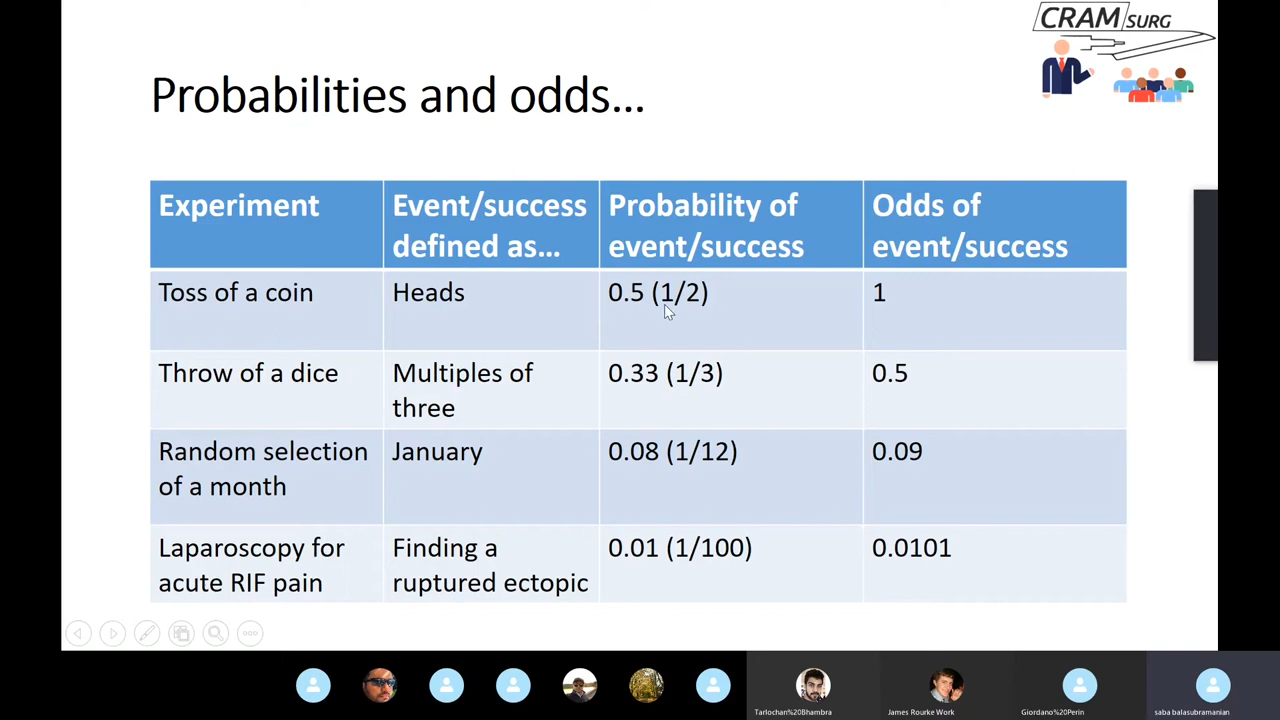 CRAM SURG
Probabilities and odds...
Experiment
Event/success
defined as...
Probability of
event/success
Odds of
event/success
Toss of a coin
Heads
0.5 (1/2)
1
Throw of a dice
Multiples of
three
0.33 (1/3)
0.5
Random selection
of a month
January
0.08 (1/12)
0.09
Laparoscopy for
acute RIF pain
Finding a
ruptured ectopic
0.01 (1/100)
0.0101
Tarlochan%20Bhambra
James Rourke Work
Giordano%20Perin
saba balasubramanian